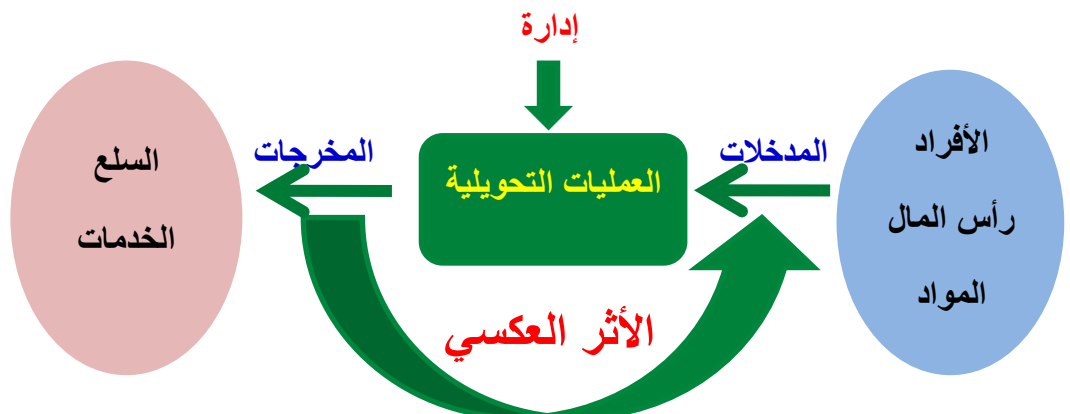 إدارة
الأفراد
رأس المال
المواد
المدخلات
العمليات التحويلية
المخرجات
السلع
الخدمات
الأثر العكسي